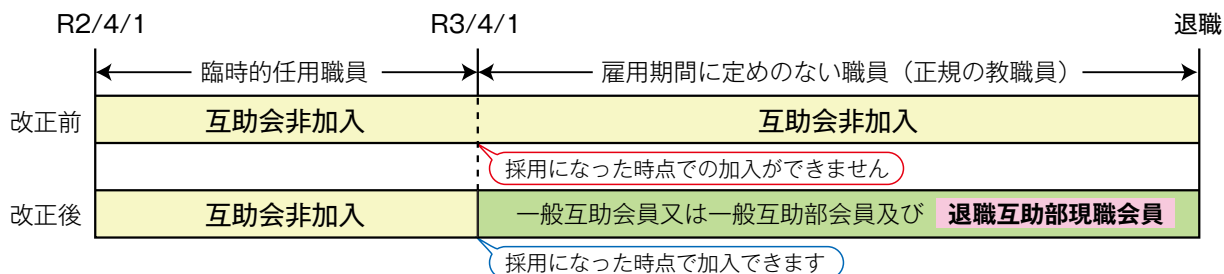 R2/4/1 R3/4/1 退職
臨時的任用職員 雇用期間に定めのない職員（正規の教職員）
改正前 互助会非加入 互助会非加入
採用になった時点での加入ができません
改正後 互助会非加入 一般互助会員又は一般互助部会員及び 退職互助部現職会員
採用になった時点で加入できます